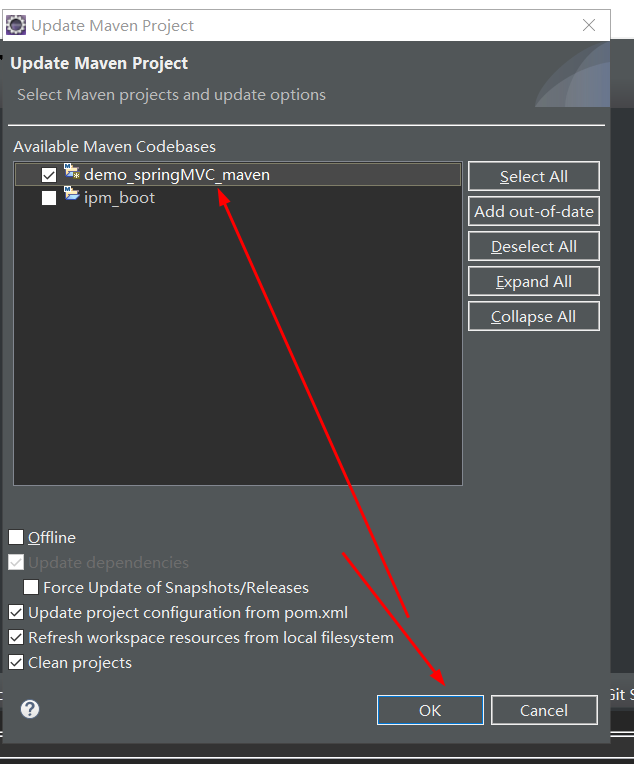 Update Maven Project
Update Maven Project
Select Maven projects and update options
Available Maven Codebases
demo_springMVC_maven
ipm_boot
Select All
Add out-of-date
Deselect All
Expand All
Collapse All
Offline
Update dependencies
Force Update of Snapshots/Releases
Update project configuration from pom.xml
Refresh workspace resources from local filesystem
Clean projects
OK
Cancel